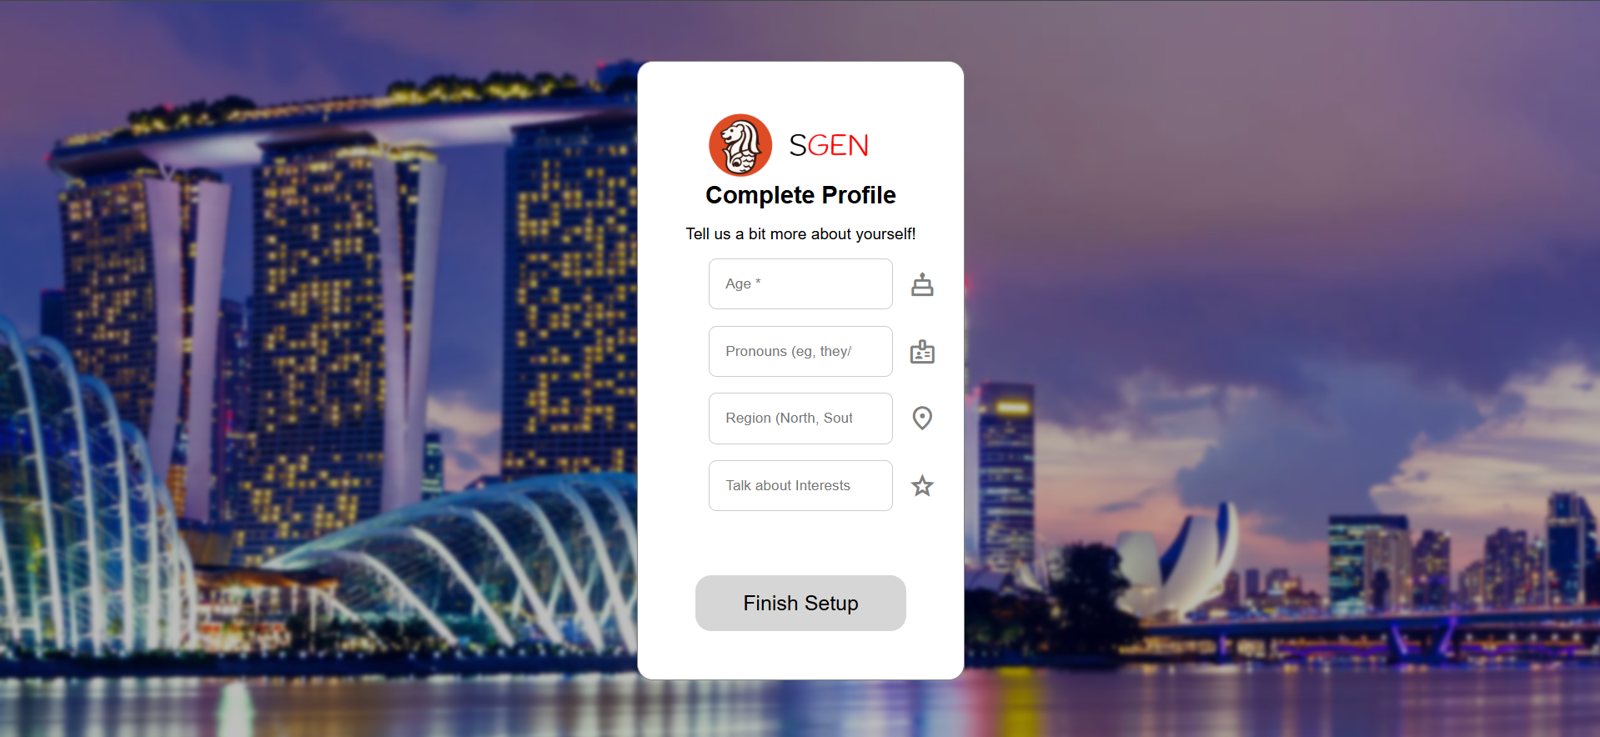 SGEN
Complete Profile
Tell us a bit more about yourself!
Age *
Pronouns (eg, they/
Region (North, Sout
Talk about Interests
Finish Setup